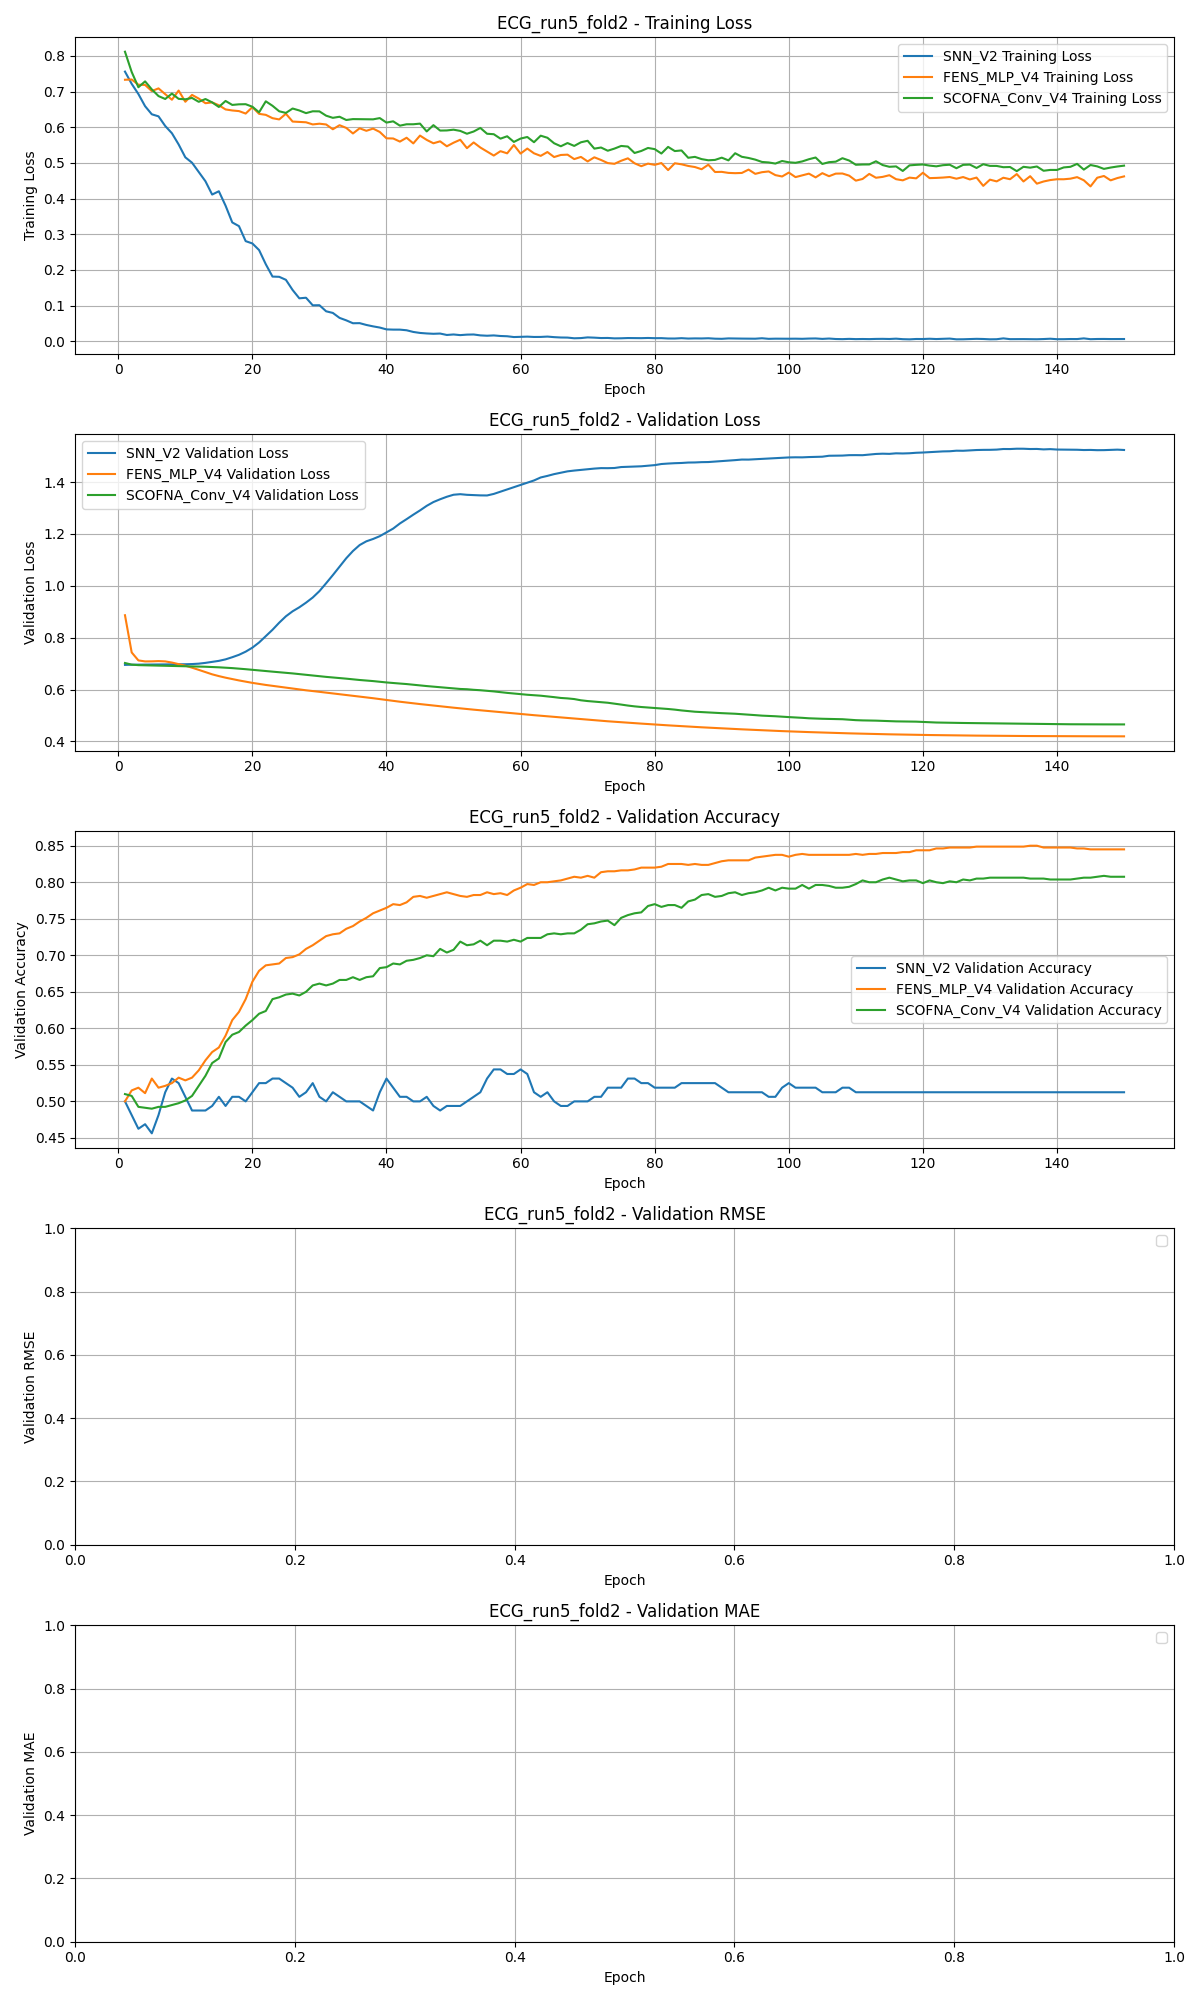 ECG_run5_fold2 - Training Loss
Training Loss
0.8
0.7
0.6
0.5
0.4
0.3
0.2
0.1
0.0
SNN_V2 Training Loss
FENS_MLP_V4 Training Loss
SCOFNA_Conv_V4 Training Loss
0 20 40 60 80 100 120 140
Epoch
ECG_run5_fold2 - Validation Loss
Validation Loss
1.4
1.2
1.0
0.8
0.6
0.4
SNN_V2 Validation Loss
FENS_MLP_V4 Validation Loss
SCOFNA_Conv_V4 Validation Loss
0 20 40 60 80 100 120 140
Epoch
ECG_run5_fold2 - Validation Accuracy
Validation Accuracy
0.85
0.80
0.75
0.70
0.65
0.60
0.55
0.50
0.45
SNN_V2 Validation Accuracy
FENS_MLP_V4 Validation Accuracy
SCOFNA_Conv_V4 Validation Accuracy
0 20 40 60 80 100 120 140
Epoch
ECG_run5_fold2 - Validation RMSE
Validation RMSE
1.0
0.8
0.6
0.4
0.2
0.0
0.0 0.2 0.4 0.6 0.8 1.0
Epoch
ECG_run5_fold2 - Validation MAE
Validation MAE
1.0
0.8
0.6
0.4
0.2
0.0
0.0 0.2 0.4 0.6 0.8 1.0
Epoch